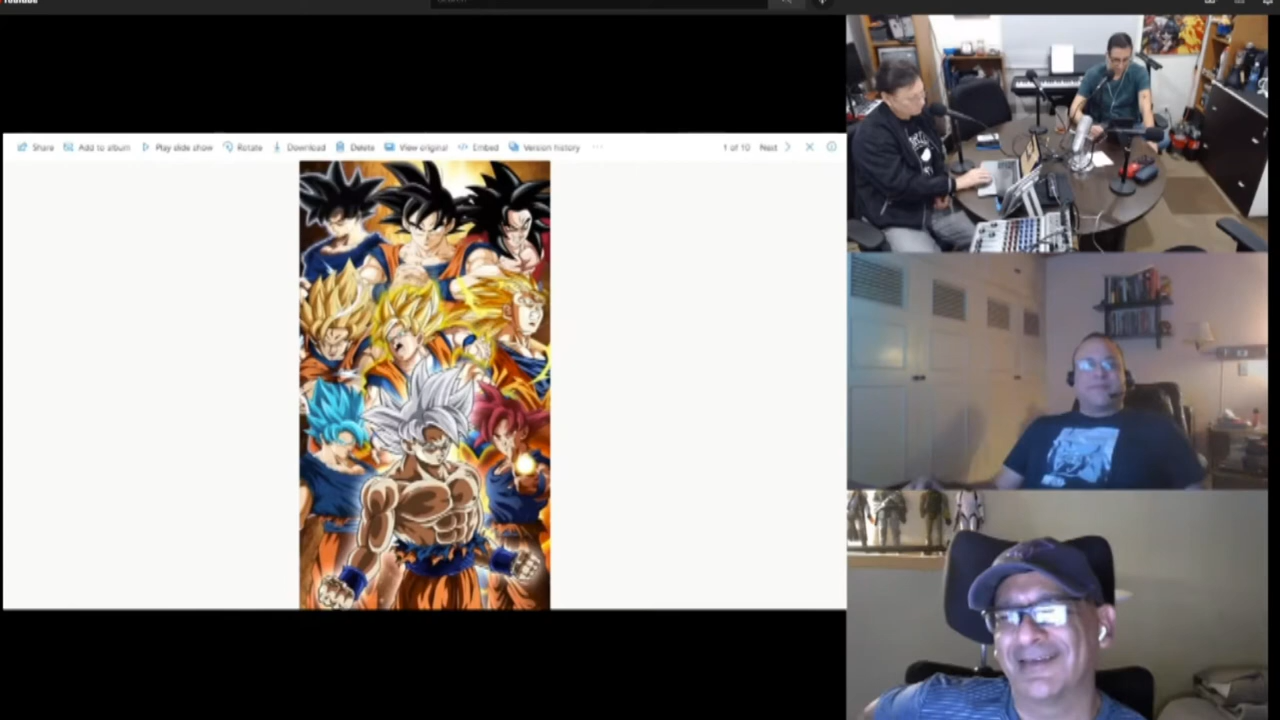 Share Add to album Play slide show Rotate Download Delete View original Embed Version history ··· 1 of 10 Next